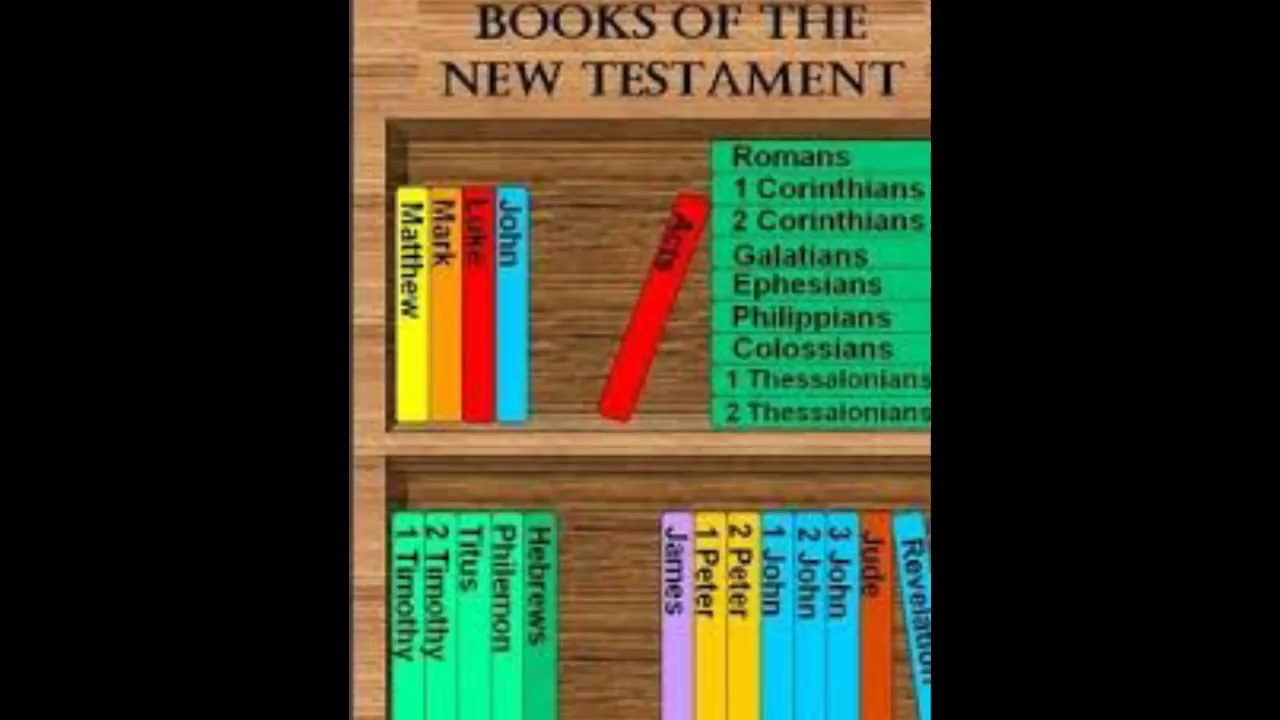 BOOKS OF THE
NEW TESTAMENT
Matthew
Mark
Luke
John
Acts
Romans
1 Corinthians
2 Corinthians
Galatians
Ephesians
Philippians
Colossians
1 Thessalonians
2 Thessalonians
1 Timothy
2 Timothy
Titus
Philemon
Hebrews
James
1 Peter
2 Peter
1 John
2 John
3 John
Jude
Revelation